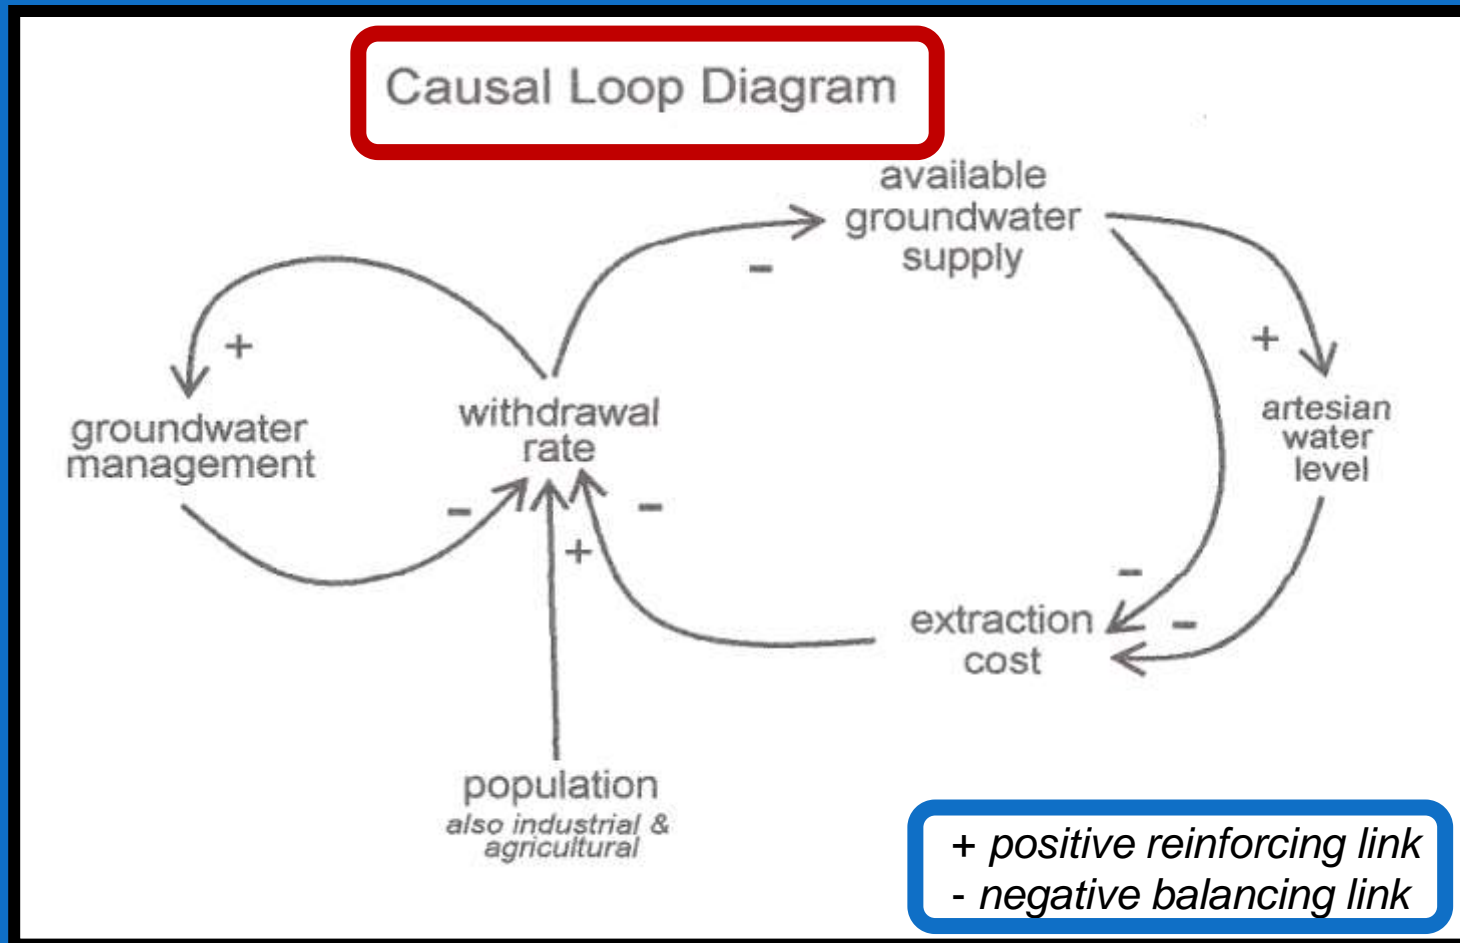 Causal Loop Diagram
available
groundwater
supply
-
+
+
groundwater
management
withdrawal
rate
artesian
water
level
-
-
+
-
-
extraction
cost
population
also industrial &
agricultural
+ positive reinforcing link
- negative balancing link